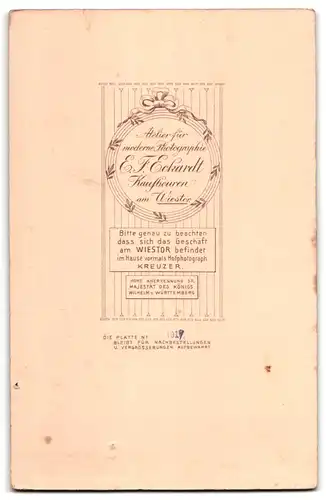 Atelier für
moderne Photographie
E. F. Eckardt
Kaufbeuren
am Wiestor
Bitte genau zu beachten
dass sich das Geschäft
am WIESTOR befindet
im Hause vormals Hofphotograph
KREUZER.
HOHE ANERKENNUNG SR.
MAJESTÄT DES KÖNIGS
WILHELM v. WÜRTTEMBERG
DIE PLATTE Nº
BLEIBT FÜR NACHBESTELLUNGEN
U. VERGRÖSSERUNGEN AUFBEWAHRT